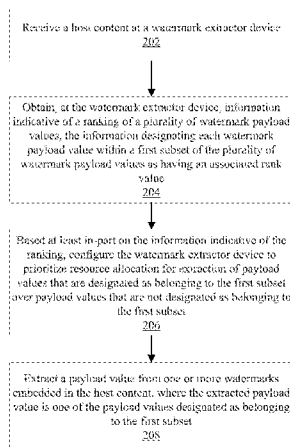 Receive a host content at a watermark extractor device
202
Obtain, at the watermark extractor device, information
indicative of a ranking of a plurality of watermark payload
values, the information designating each watermark
payload value within a first subset of the plurality of
watermark payload values as having an associated rank
value
204
Based at least in-part on the information indicative of the
ranking, configure the watermark extractor device to
prioritize resource allocation for extraction of payload
values that are designated as belonging to the first subset
over payload values that are not designated as belonging to
the first subset
206
Extract a payload value from one or more watermarks
embedded in the host content, where the extracted payload
value is one of the payload values designated as belonging
to the first subset
208